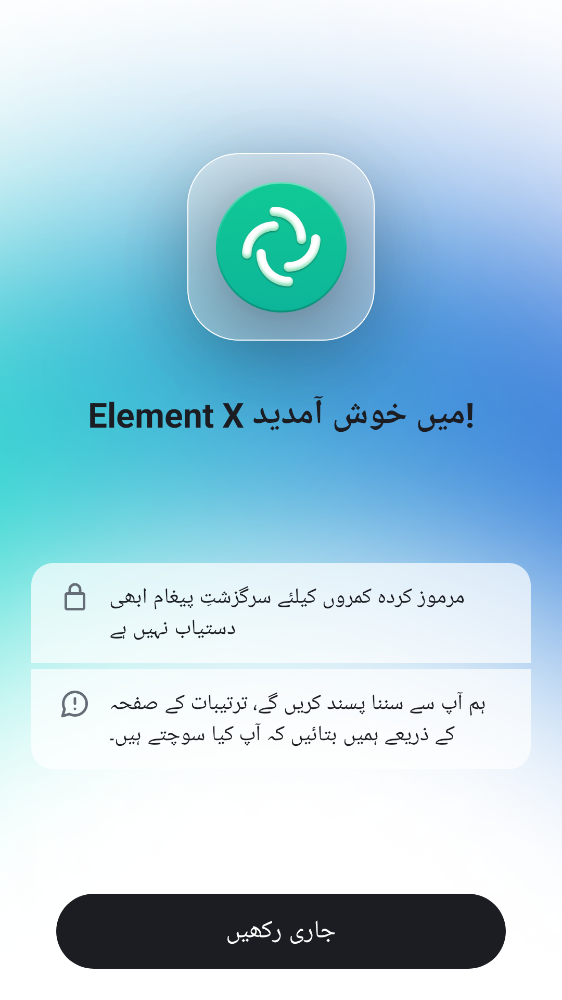 Element X میں خوش آمدید!
مرموز کردہ کمروں کیلئے سرگزشتِ پیغام ابھی
دستیاب نہیں ہے
ہم آپ سے سننا پسند کریں گے، ترتیبات کے صفحہ
کے ذریعے ہمیں بتائیں کہ آپ کیا سوچتے ہیں۔
جاری رکھیں